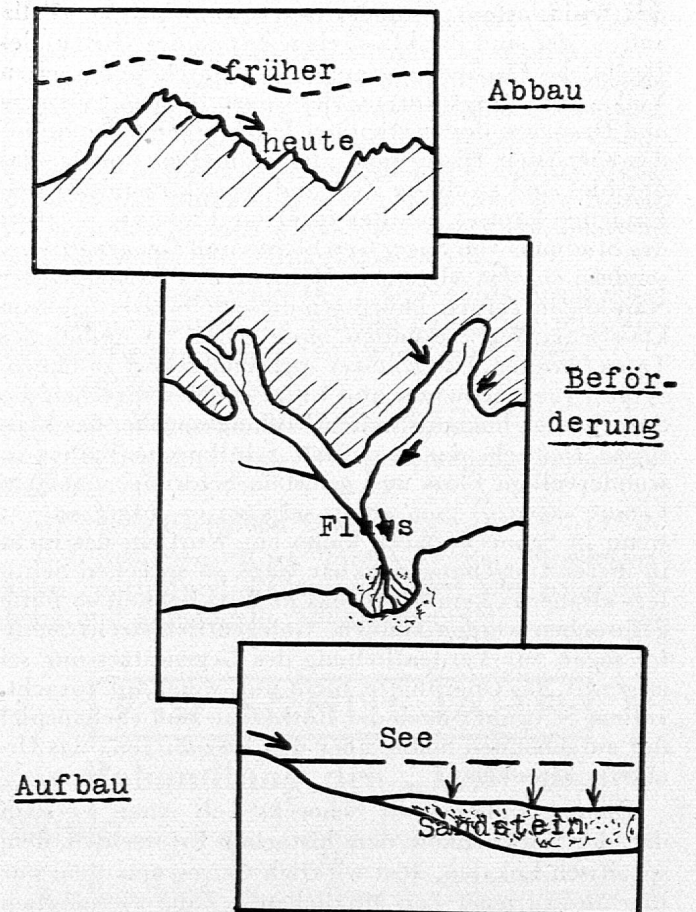 früher
Abbau
heute
Beför-
derung
Fluss
See
Aufbau
Sandstein